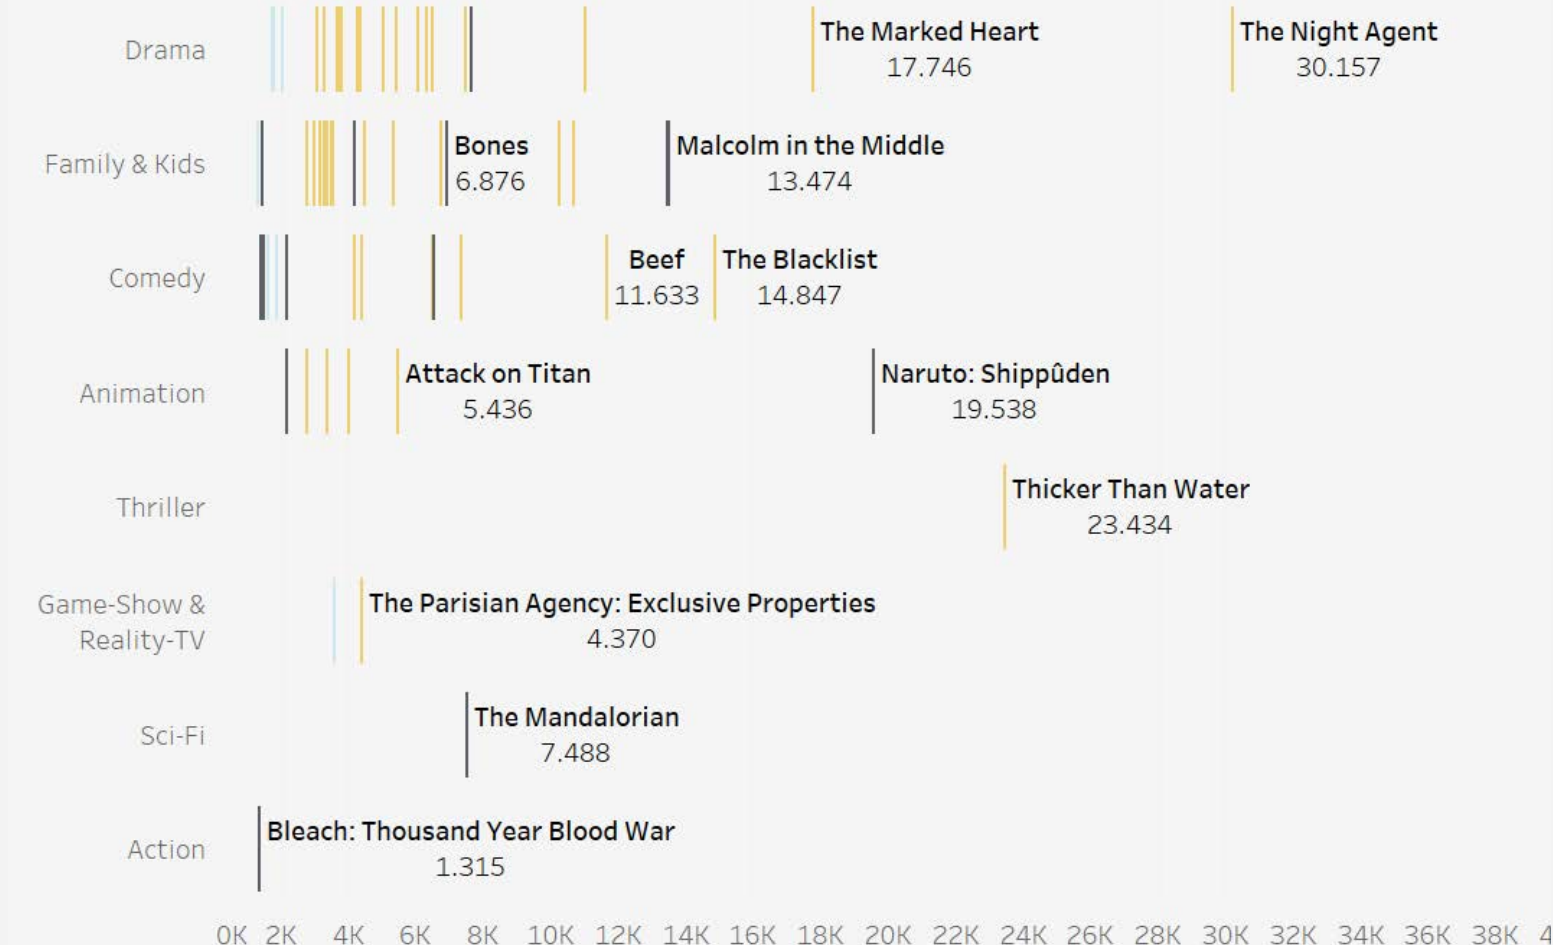 Drama
The Marked Heart
17.746
The Night Agent
30.157
Family & Kids
Bones
6.876
Malcolm in the Middle
13.474
Comedy
Beef
11.633
The Blacklist
14.847
Animation
Attack on Titan
5.436
Naruto: Shippûden
19.538
Thriller
Thicker Than Water
23.434
Game-Show &
Reality-TV
The Parisian Agency: Exclusive Properties
4.370
Sci-Fi
The Mandalorian
7.488
Action
Bleach: Thousand Year Blood War
1.315
0K 2K 4K 6K 8K 10K 12K 14K 16K 18K 20K 22K 24K 26K 28K 30K 32K 34K 36K 38K